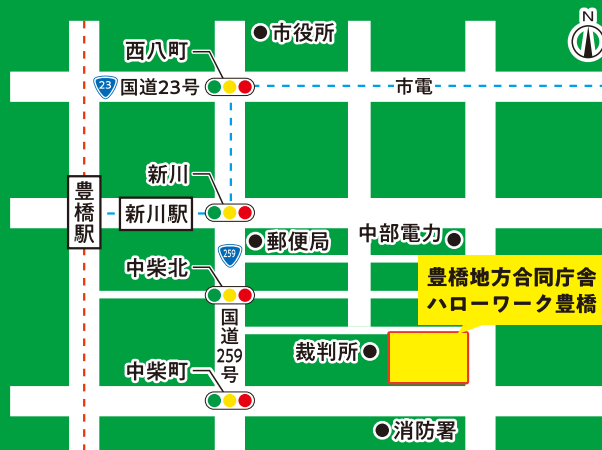 N
市役所
西八町
23
国道23号
市電
新川
豊橋駅
新川駅
郵便局
中部電力
259
中柴北
豊橋地方合同庁舎
ハローワーク豊橋
国道259号
裁判所
中柴町
消防署